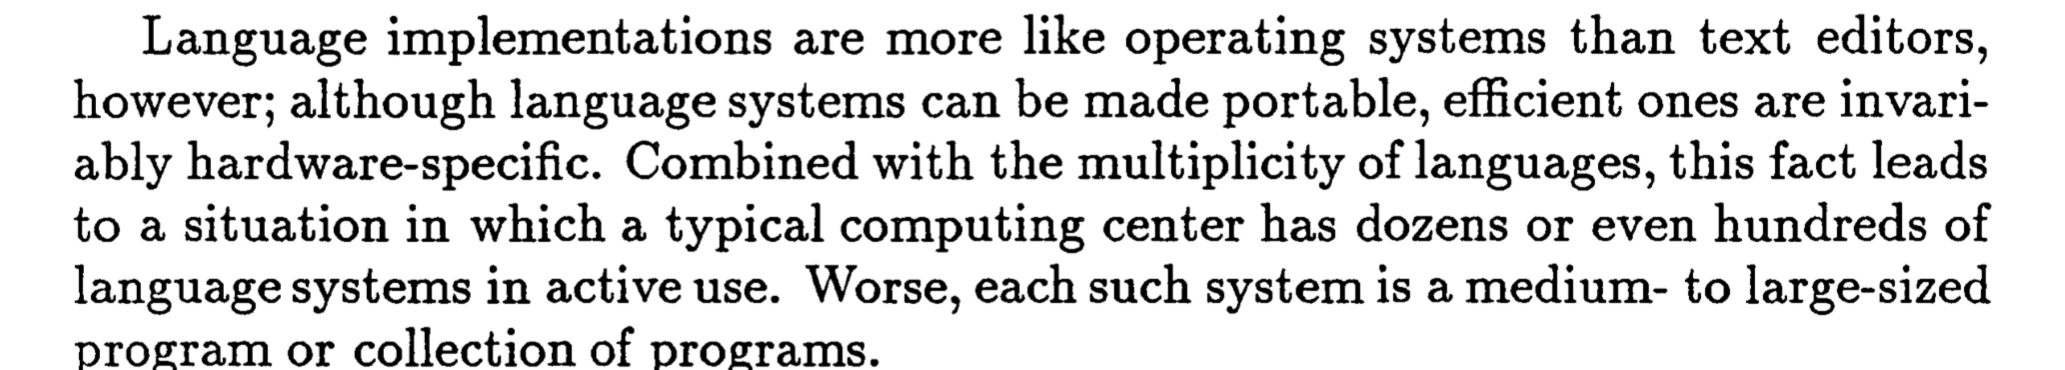 Language implementations are more like operating systems than text editors,
however; although language systems can be made portable, efficient ones are invari-
ably hardware-specific. Combined with the multiplicity of languages, this fact leads
to a situation in which a typical computing center has dozens or even hundreds of
language systems in active use. Worse, each such system is a medium- to large-sized
program or collection of programs.